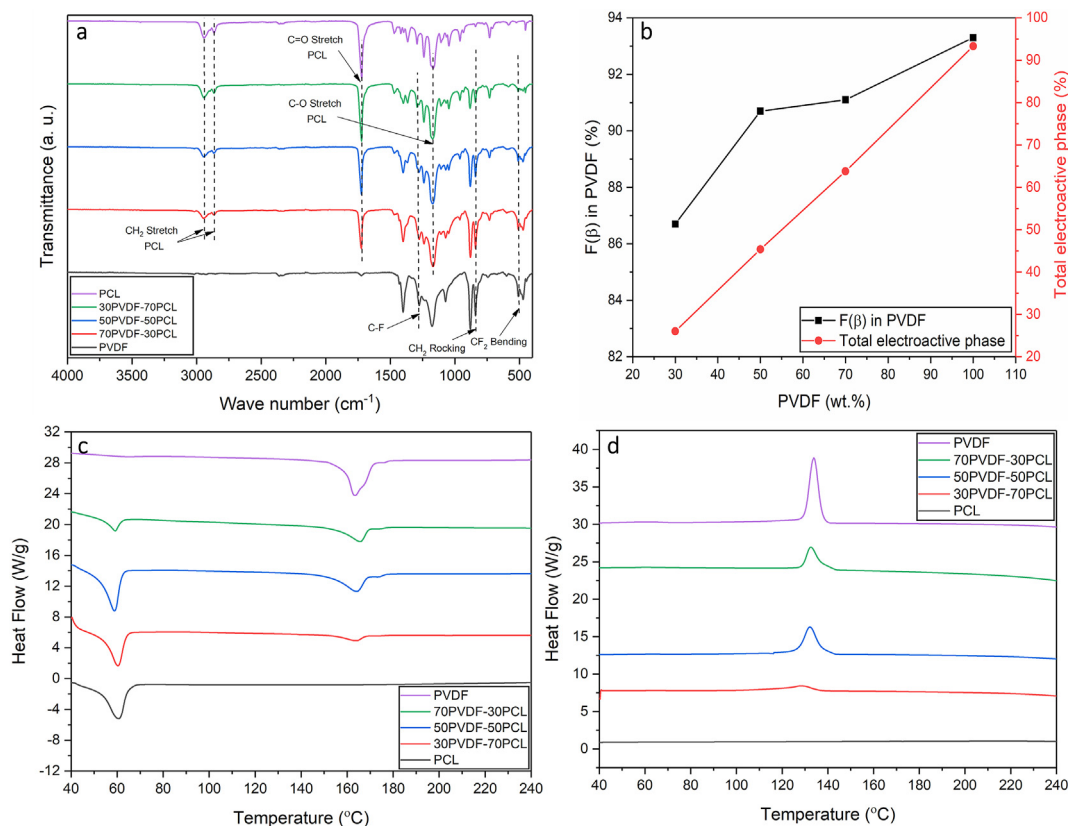 a
C=O Stretch
PCL
C-O Stretch
PCL
CH2 Stretch
PCL
C-F
CH2 Rocking
CF2 Bending
PCL
30PVDF-70PCL
50PVDF-50PCL
70PVDF-30PCL
PVDF
Transmittance (a. u.)
4000 3500 3000 2500 2000 1500 1000 500
Wave number (cm-1)
b
94
92
90
88
86
84
82
F(β) in PVDF (%)
100
90
80
70
60
50
40
30
20
Total electroactive phase (%)
F(β) in PVDF
Total electroactive phase
20 30 40 50 60 70 80 90 100 110
PVDF (wt.%)
c
32
28
24
20
16
12
8
4
0
-4
-8
-12
Heat Flow (W/g)
PVDF
70PVDF-30PCL
50PVDF-50PCL
30PVDF-70PCL
PCL
40 60 80 100 120 140 160 180 200 220 240
Temperature (oC)
d
40
35
30
25
20
15
10
5
0
Heat Flow (W/g)
PVDF
70PVDF-30PCL
50PVDF-50PCL
30PVDF-70PCL
PCL
40 60 80 100 120 140 160 180 200 220 240
Temperature (oC)